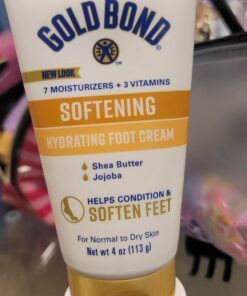 GOLD BOND
™
NEW LOOK
7 MOISTURIZERS + 3 VITAMINS
SOFTENING
HYDRATING FOOT CREAM
Shea Butter
Jojoba
HELPS CONDITION &
SOFTEN FEET
For Normal to Dry Skin
Net wt 4 oz (113 g)